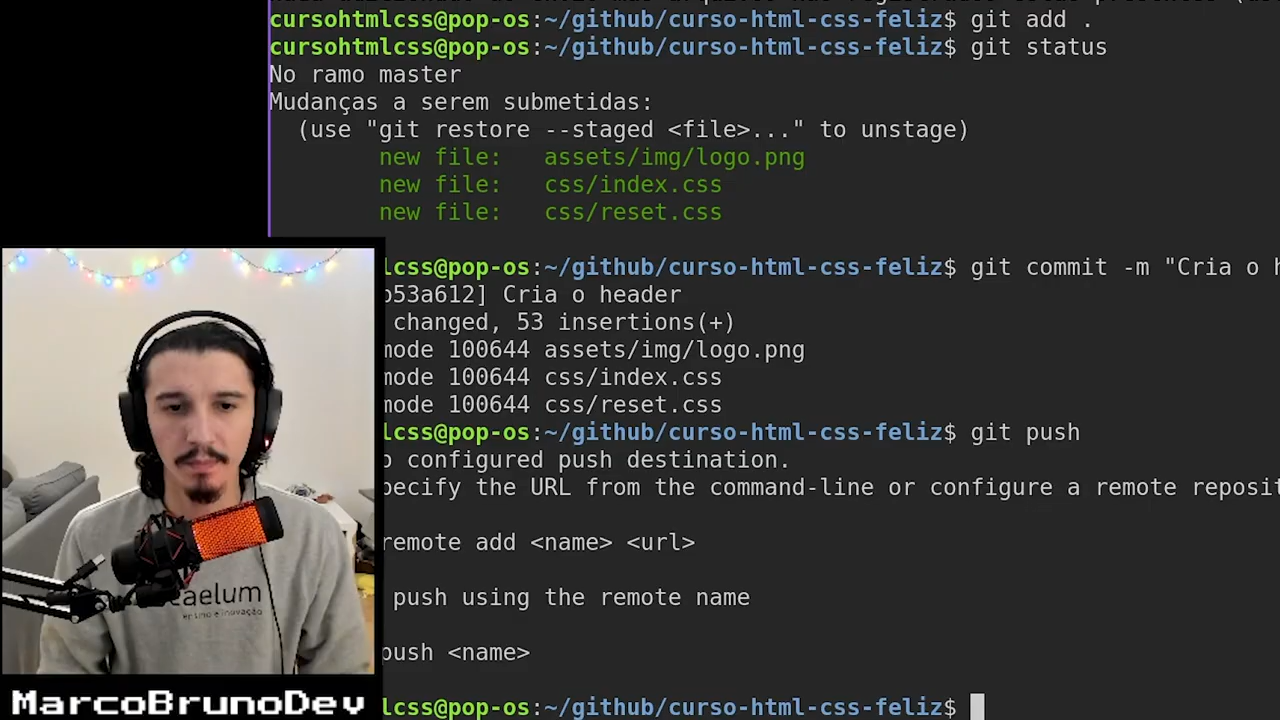 cursohtmlcss@pop-os:~/github/curso-html-css-feliz$ git add .
cursohtmlcss@pop-os:~/github/curso-html-css-feliz$ git status
No ramo master
Mudanças a serem submetidas:
(use "git restore --staged <file>..." to unstage)
new file: assets/img/logo.png
new file: css/index.css
new file: css/reset.css
lcss@pop-os:~/github/curso-html-css-feliz$ git commit -m "Cria o h
b53a612] Cria o header
changed, 53 insertions(+)
mode 100644 assets/img/logo.png
mode 100644 css/index.css
mode 100644 css/reset.css
lcss@pop-os:~/github/curso-html-css-feliz$ git push
configured push destination.
pecify the URL from the command-line or configure a remote reposit
remote add <name> <url>
push using the remote name
push <name>
lcss@pop-os:~/github/curso-html-css-feliz$
aelum
ensino e inovação
MarcoBrunoDev